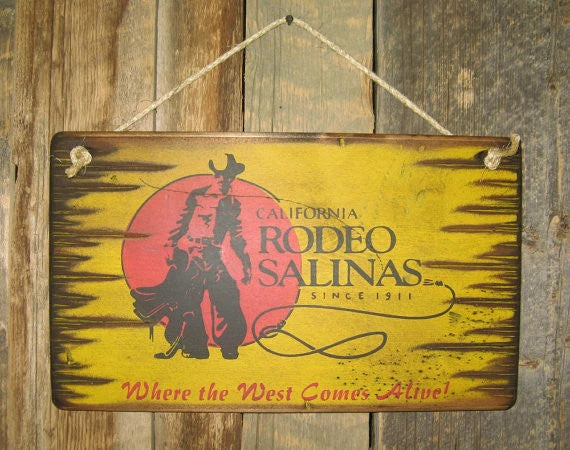 CALIFORNIA
RODEO
SALINAS
SINCE 1911
Where the West Comes Alive!